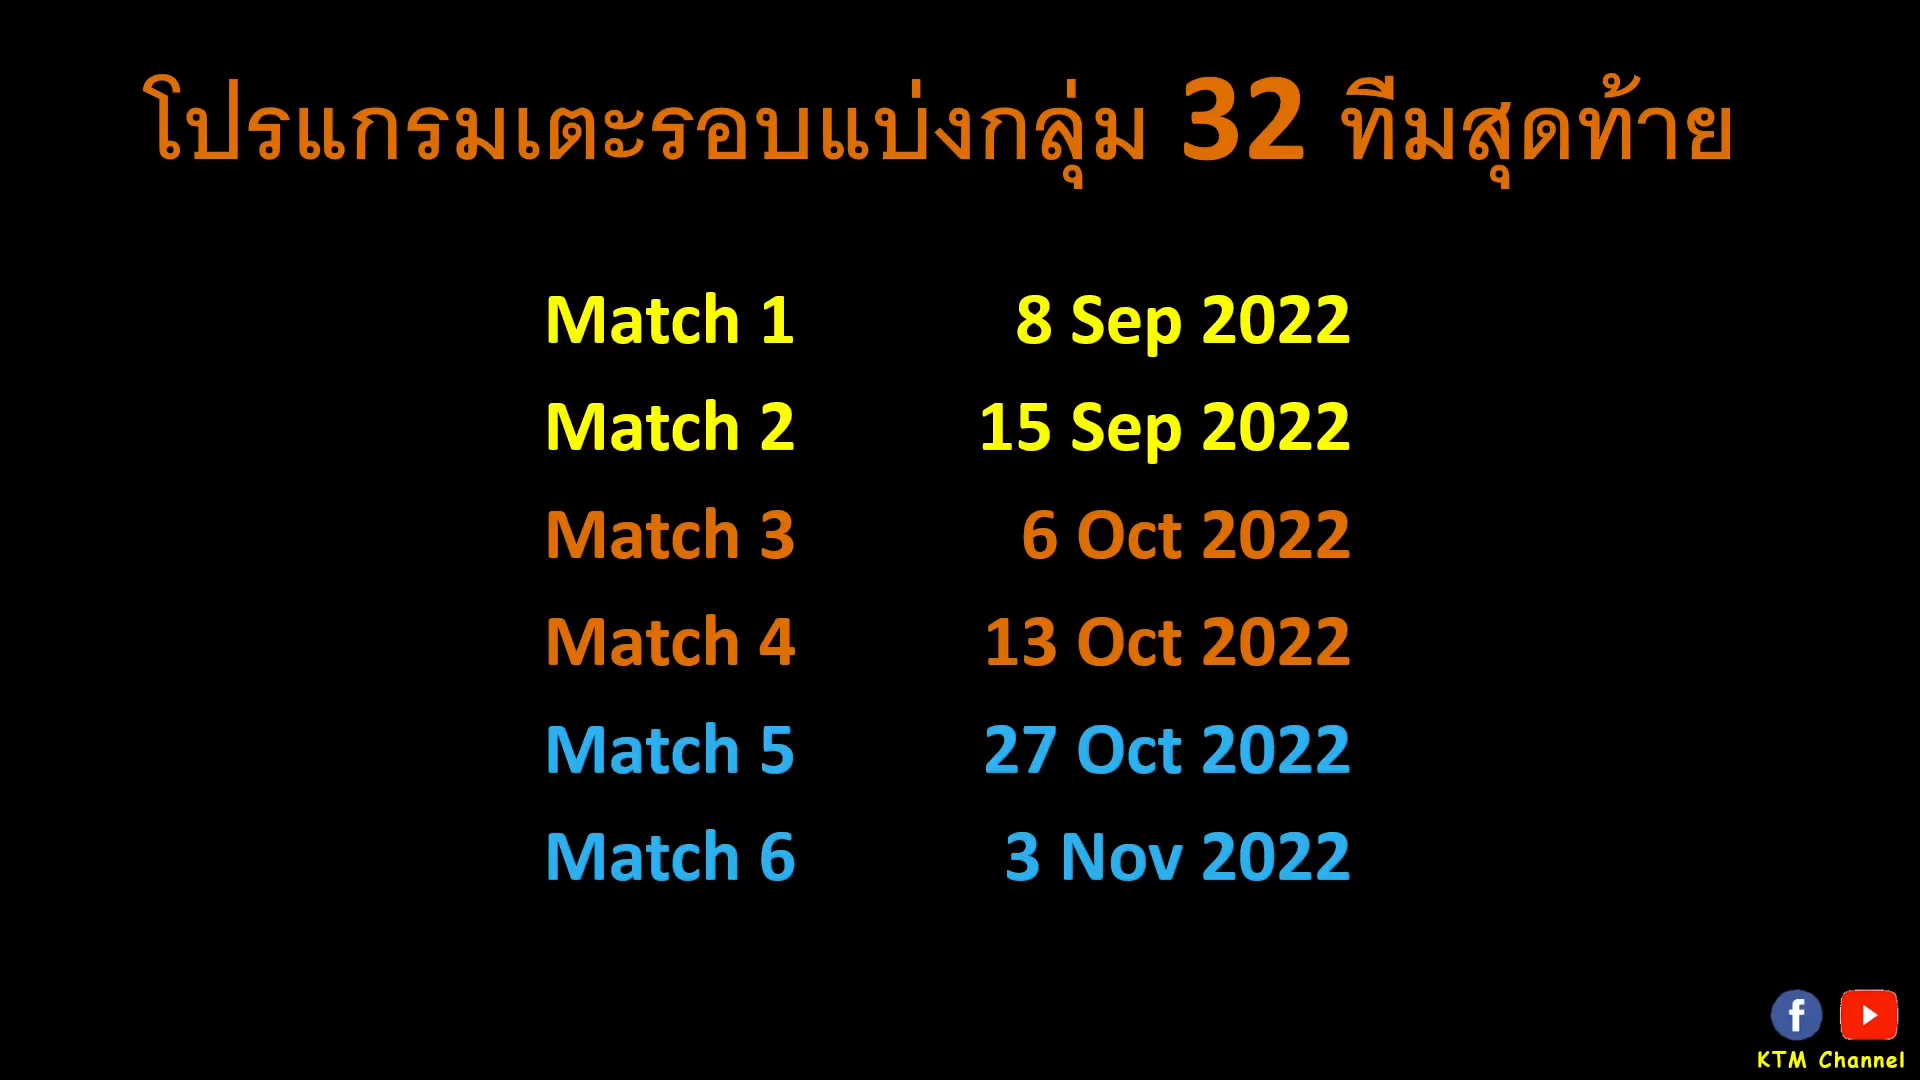 โปรแกรมเตะรอบแบ่งกลุ่ม 32 ทีมสุดท้าย
Match 1 8 Sep 2022
Match 2 15 Sep 2022
Match 3 6 Oct 2022
Match 4 13 Oct 2022
Match 5 27 Oct 2022
Match 6 3 Nov 2022
KTM Channel